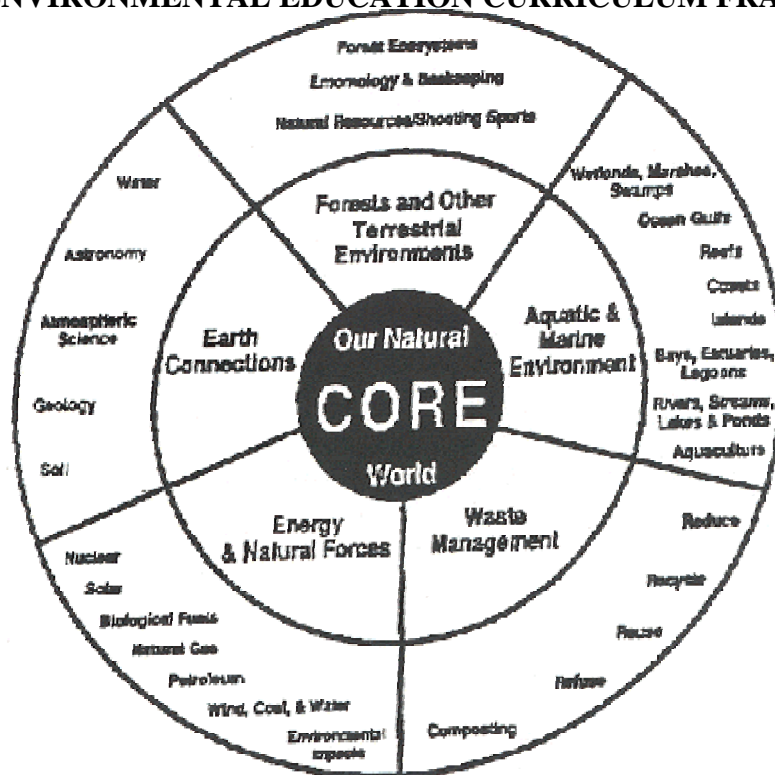 NVIRONMENTAL EDUCATION CURRICULUM FRA
Forest Ecosystems
Entomology & Beekeeping
Natural Resources/Shooting Sports
Forests and Other
Terrestrial
Environments
Water
Astronomy
Atmospheric
Science
Geology
Soil
Earth
Connections
Our Natural
CORE
World
Aquatic &
Marine
Environment
Wetlands, Marshes,
Swamps
Ocean Gulfs
Reefs
Coasts
Islands
Bays, Estuaries,
Lagoons
Rivers, Streams,
Lakes & Ponds
Aquaculture
Energy
& Natural Forces
Nuclear
Solar
Biological Fuels
Natural Gas
Petroleum
Wind, Coal, & Water
Environmental
Impacts
Waste
Management
Reduce
Recycle
Reuse
Refuse
Composting